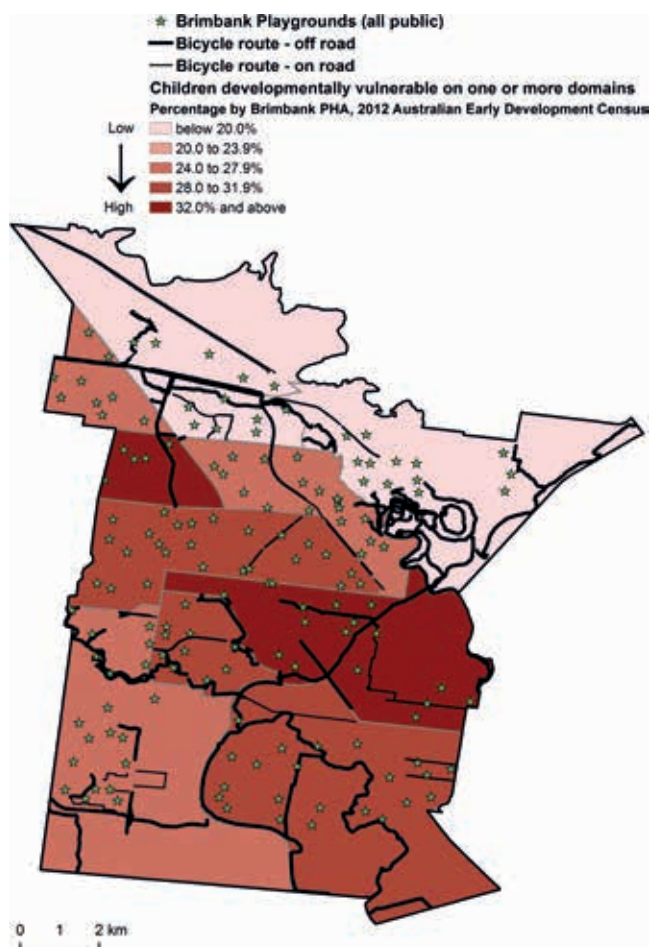 Brimbank Playgrounds (all public)
Bicycle route - off road
Bicycle route - on road
Children developmentally vulnerable on one or more domains
Percentage by Brimbank PHA, 2012 Australian Early Development Census
Low
below 20.0%
20.0 to 23.9%
24.0 to 27.9%
28.0 to 31.9%
High
32.0% and above
0 1 2 km